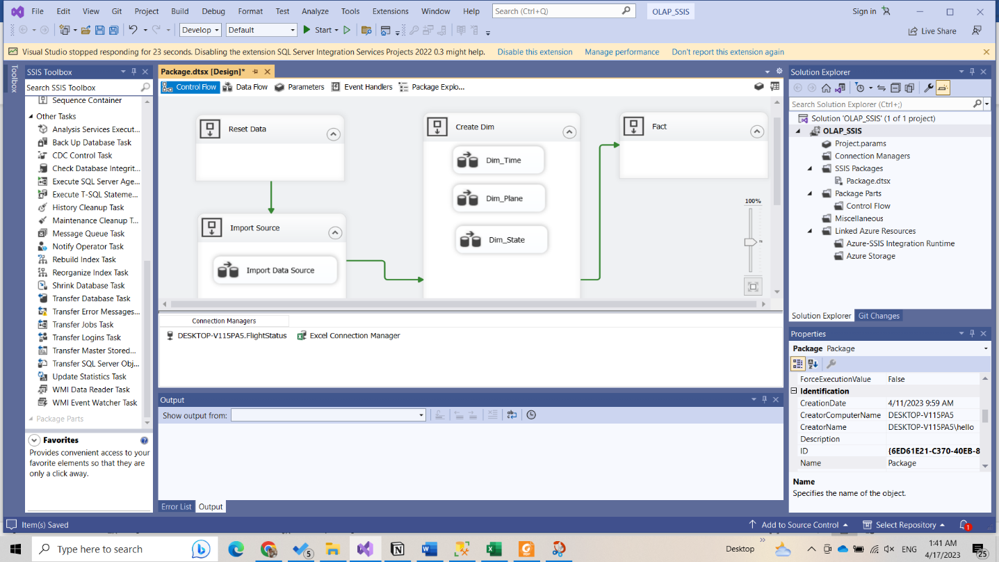 File Edit View Git Project Build Debug Format Test Analyze Tools Extensions Window Help Search (Ctrl+Q) OLAP_SSIS Sign in
Develop Default Start Live Share
Visual Studio stopped responding for 23 seconds. Disabling the extension SQL Server Integration Services Projects 2022 0.3 might help. Disable this extension Manage performance Don't report this extension again
Toolbox
SSIS Toolbox
Search SSIS Toolbox
Sequence Container
Other Tasks
Analysis Services Execut...
Back Up Database Task
CDC Control Task
Check Database Integrit...
Execute SQL Server Age...
Execute T-SQL Stateme...
History Cleanup Task
Maintenance Cleanup T...
Message Queue Task
Notify Operator Task
Rebuild Index Task
Reorganize Index Task
Shrink Database Task
Transfer Database Task
Transfer Error Messages...
Transfer Jobs Task
Transfer Logins Task
Transfer Master Stored...
Transfer SQL Server Obj...
Update Statistics Task
WMI Data Reader Task
WMI Event Watcher Task
Package Parts
Favorites
Provides convenient access to your
favorite elements so that they are
only a click away.
Package.dtsx [Design]*
Control Flow Data Flow Parameters Event Handlers Package Explo...
Reset Data
Import Source
Import Data Source
Create Dim
Dim_Time
Dim_Plane
Dim_State
Fact
100%
Connection Managers
DESKTOP-V115PA5.FlightStatus Excel Connection Manager
Output
Show output from:
Error List Output
Solution Explorer
Search Solution Explorer (Ctrl+;)
Solution 'OLAP_SSIS' (1 of 1 project)
OLAP_SSIS
Project.params
Connection Managers
SSIS Packages
Package.dtsx
Package Parts
Control Flow
Miscellaneous
Linked Azure Resources
Azure-SSIS Integration Runtime
Azure Storage
Solution Explorer Git Changes
Properties
Package Package
ForceExecutionValue False
Identification
CreationDate 4/11/2023 9:59 AM
CreatorComputerName DESKTOP-V115PA5
CreatorName DESKTOP-V115PA5\hello
Description
ID {6ED61E21-C370-40EB-8
Name Package
Name
Specifies the name of the object.
Item(s) Saved Add to Source Control Select Repository 1
Type here to search 5 Desktop ENG 1:41 AM
4/17/2023 25